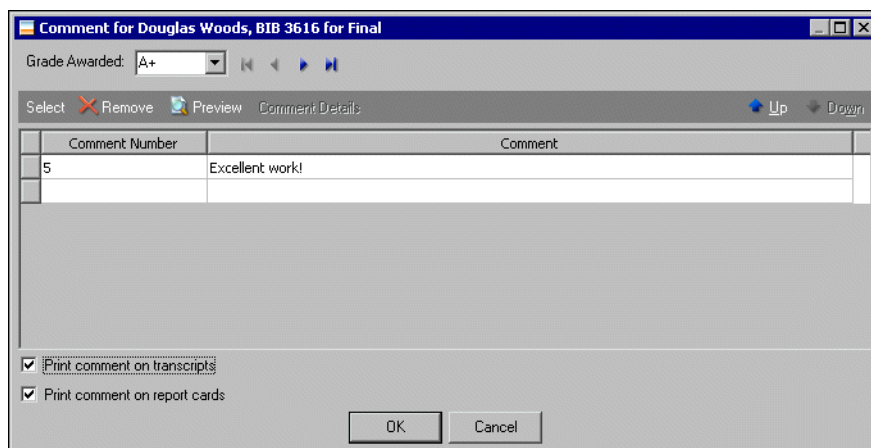 Comment for Douglas Woods, BIB 3616 for Final
Grade Awarded: A+
Select Remove Preview Comment Details Up Down
Comment Number Comment
5 Excellent work!
Print comment on transcripts
Print comment on report cards
OK Cancel